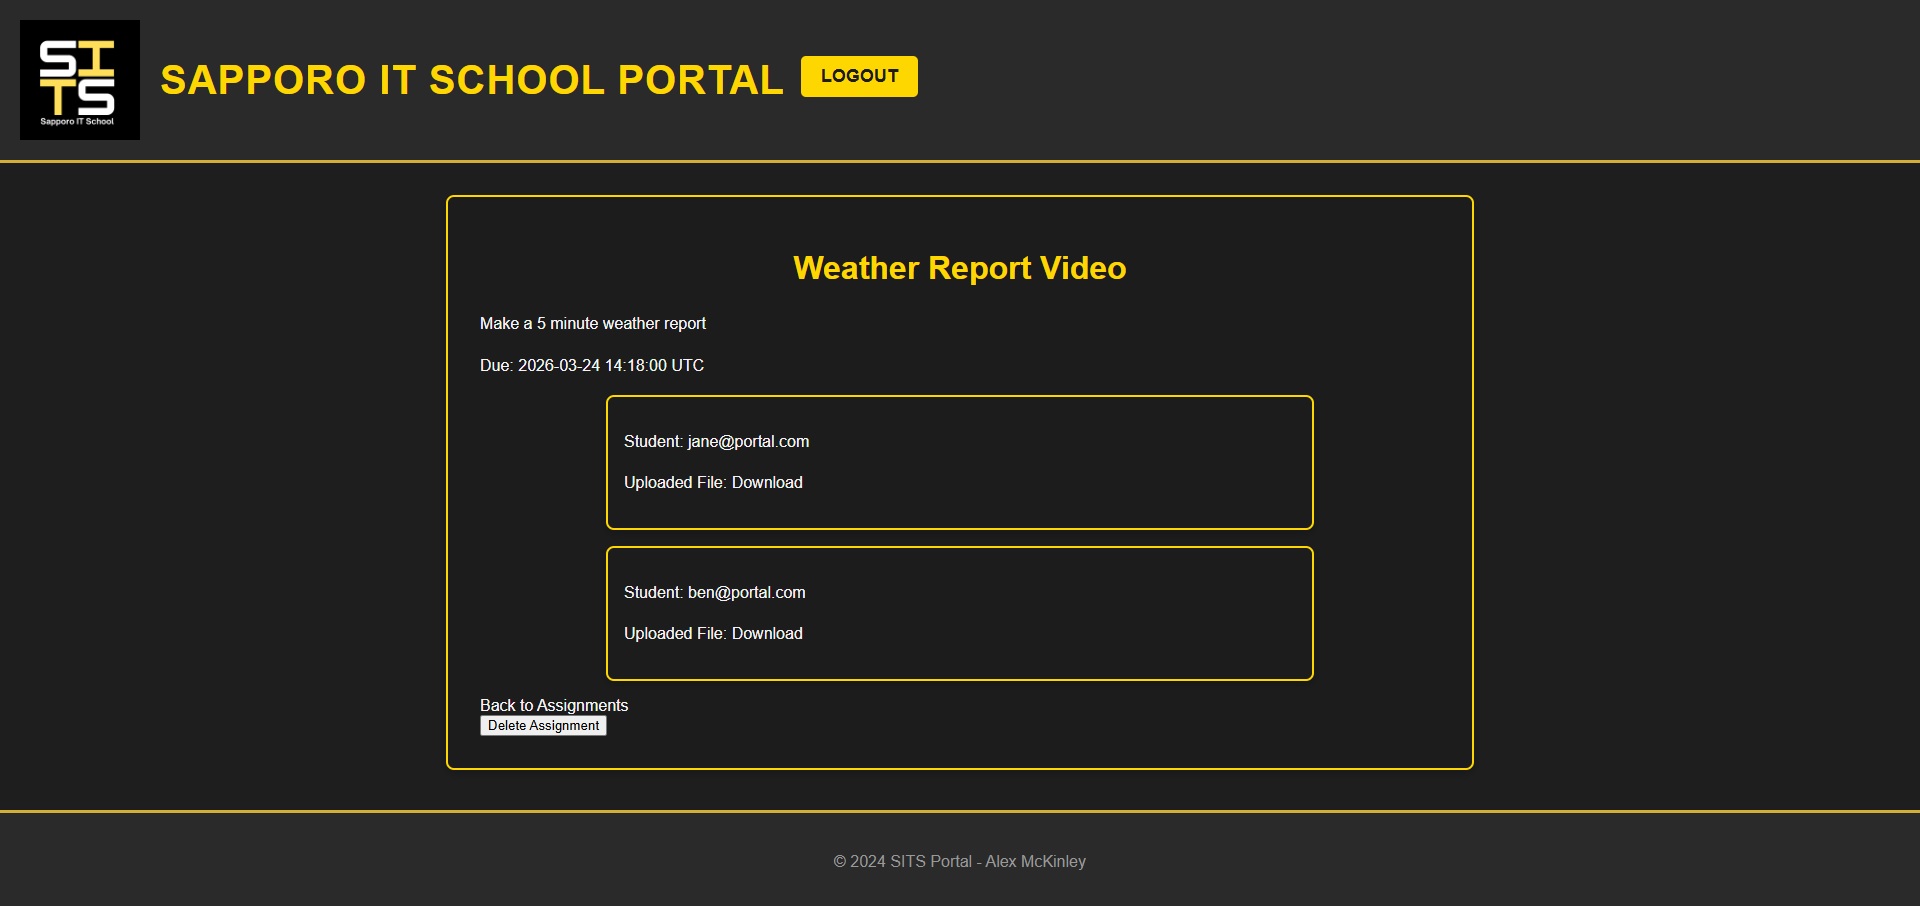 SI
TS
Sapporo IT School
SAPPORO IT SCHOOL PORTAL
LOGOUT
Weather Report Video
Make a 5 minute weather report
Due: 2026-03-24 14:18:00 UTC
Student: jane@portal.com
Uploaded File: Download
Student: ben@portal.com
Uploaded File: Download
Back to Assignments
Delete Assignment
© 2024 SITS Portal - Alex McKinley